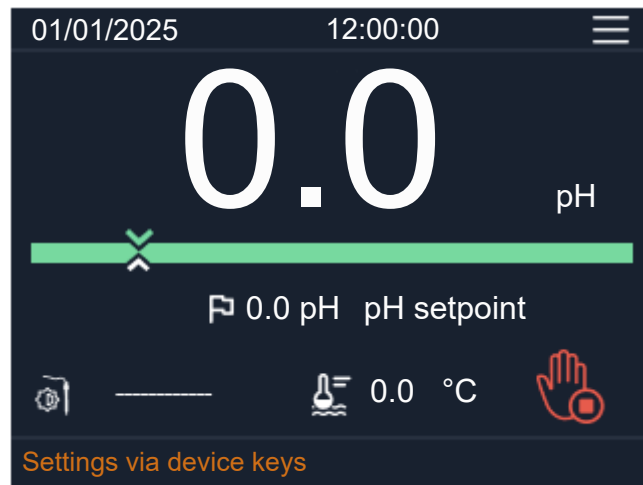 01/01/2025 12:00:00
0.0 pH
0.0 pH pH setpoint
------------ 0.0 °C
Settings via device keys